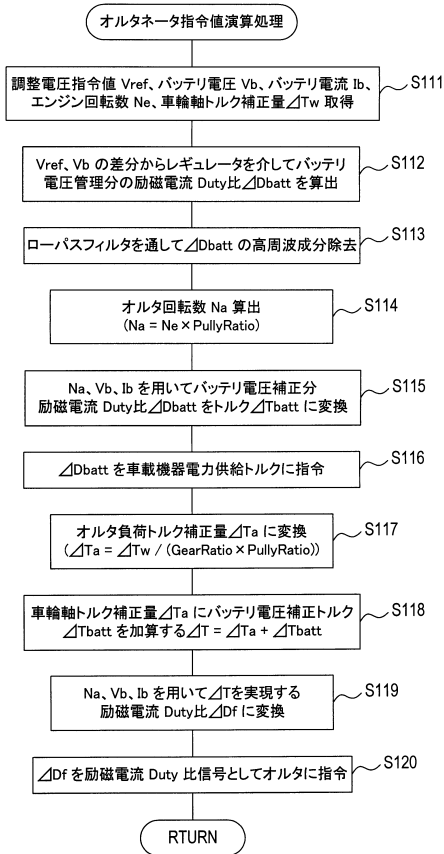 オルタネータ指令値演算処理
調整電圧指令値 Vref、バッテリ電圧 Vb、バッテリ電流 Ib、
エンジン回転数 Ne、車輪軸トルク補正量⊿Tw 取得
S111
Vref、Vb の差分からレギュレータを介してバッテリ
電圧管理分の励磁電流 Duty比⊿Dbatt を算出
S112
ローパスフィルタを通して⊿Dbatt の高周波成分除去
S113
オルタ回転数 Na 算出
(Na = Ne×PullyRatio)
S114
Na、Vb、Ib を用いてバッテリ電圧補正分
励磁電流 Duty比⊿Dbatt をトルク⊿Tbatt に変換
S115
⊿Dbatt を車載機器電力供給トルクに指令
S116
オルタ負荷トルク補正量⊿Ta に変換
(⊿Ta = ⊿Tw / (GearRatio×PullyRatio))
S117
車輪軸トルク補正量⊿Ta にバッテリ電圧補正トルク
⊿Tbatt を加算する⊿T = ⊿Ta + ⊿Tbatt
S118
Na、Vb、Ib を用いて⊿Tを実現する
励磁電流 Duty比⊿Df に変換
S119
⊿Df を励磁電流 Duty 比信号としてオルタに指令
S120
RTURN